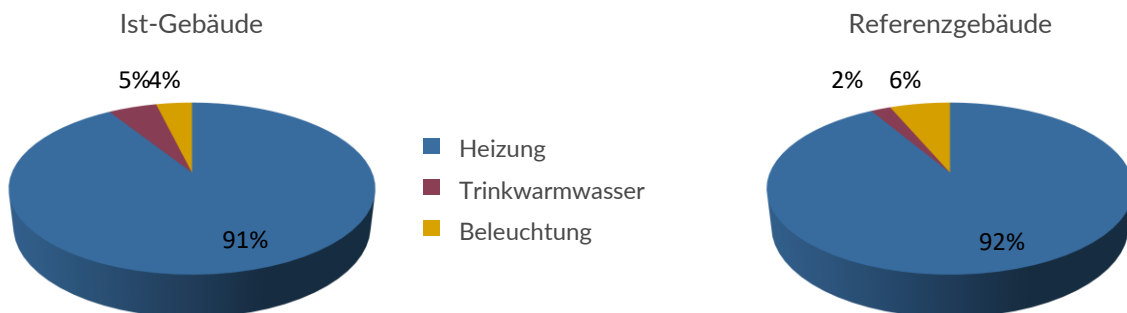 Ist-Gebäude
5%4%
91%
Heizung
Trinkwarmwasser
Beleuchtung
Referenzgebäude
2% 6%
92%